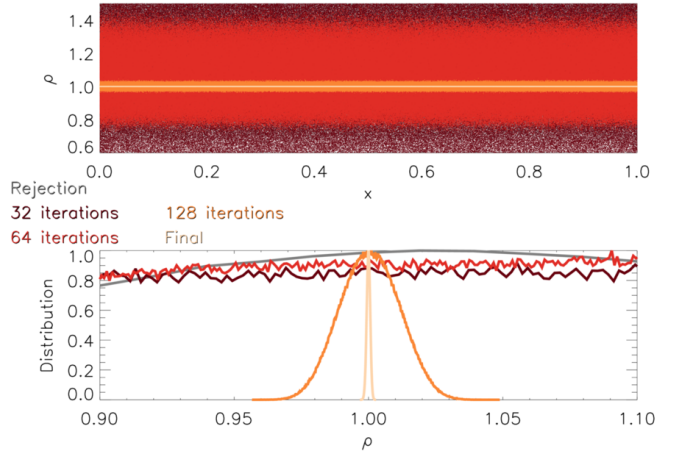 1.4
1.2
1.0
0.8
0.6
ρ
0.0 0.2 0.4 0.6 0.8 1.0
x
Rejection
32 iterations 128 iterations
64 iterations Final
1.0
0.8
0.6
0.4
0.2
0.0
Distribution
0.90 0.95 1.00 1.05 1.10
ρ